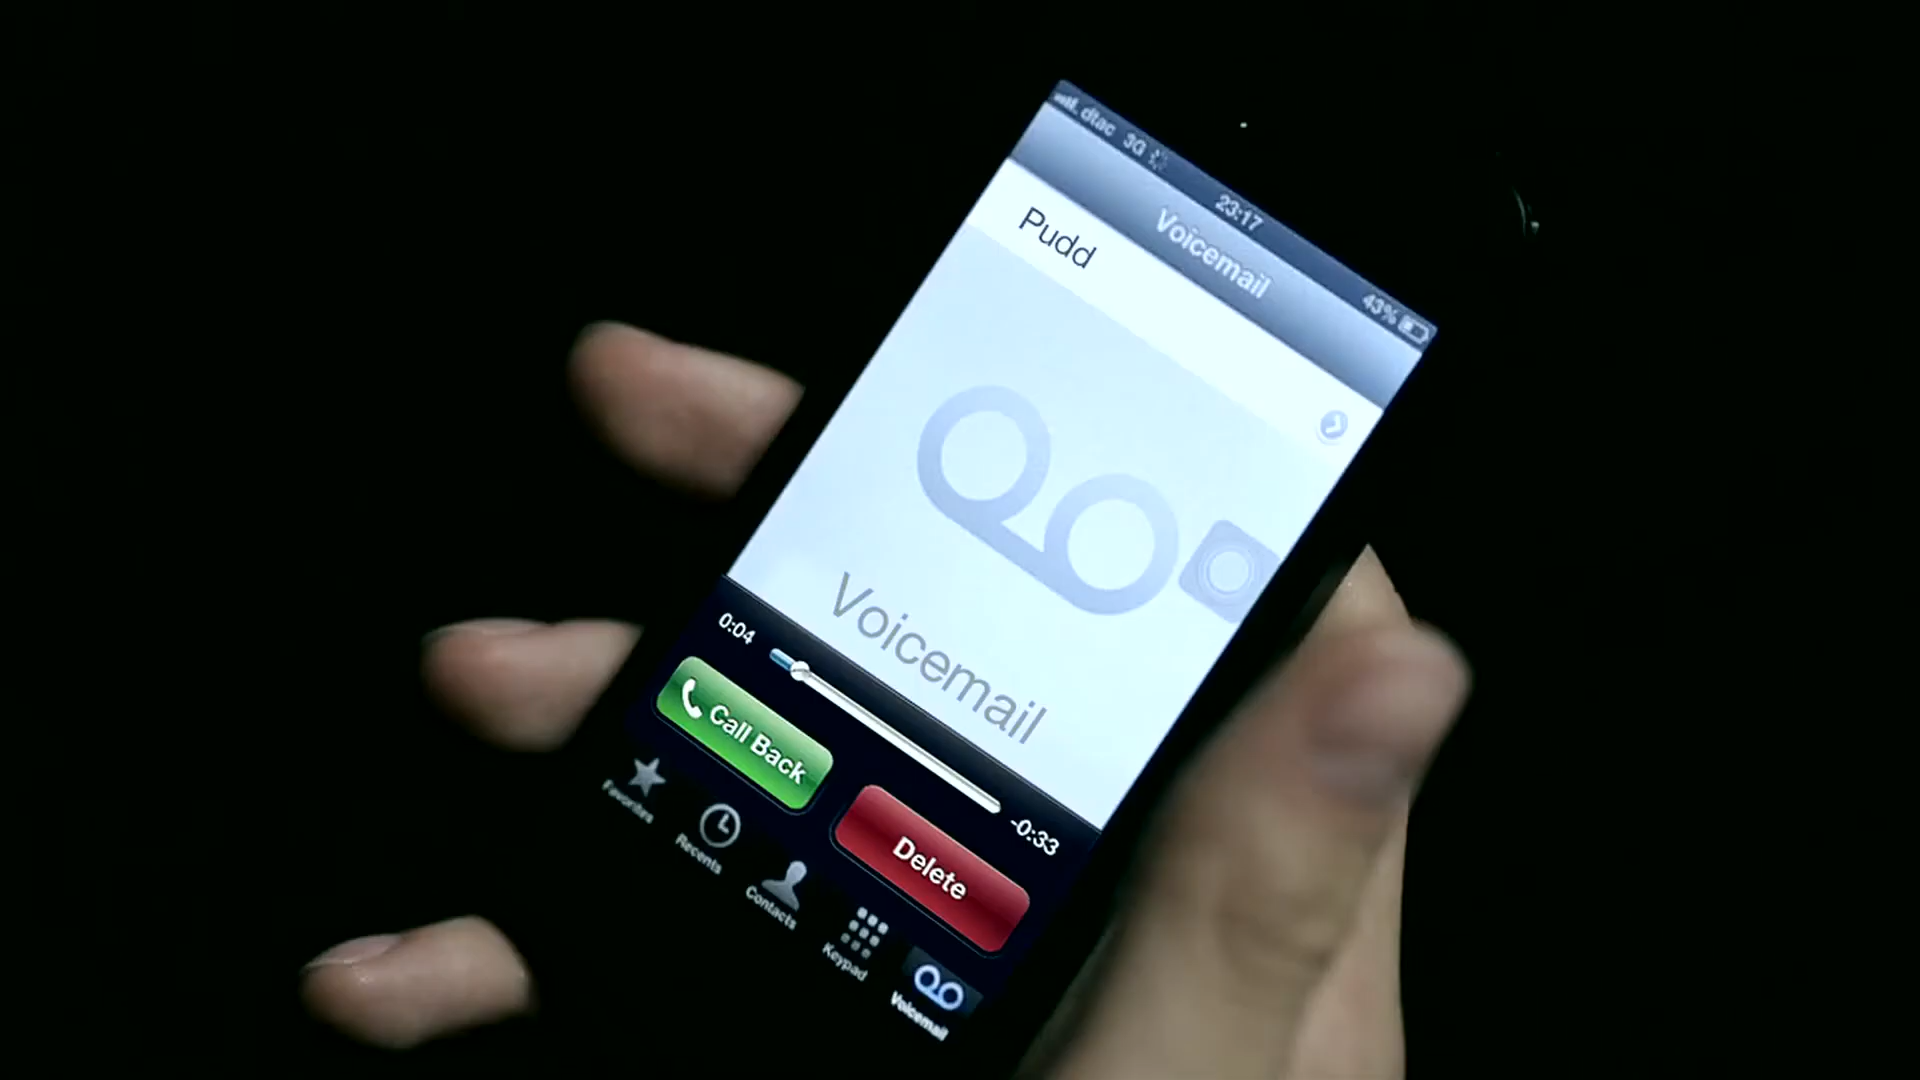 dtac 3G 23:17 43%
Voicemail
Pudd
Voicemail
0:04 -0:33
Call Back Delete
Favorites Recents Contacts Keypad Voicemail